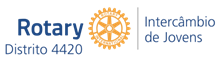 Rotary
Distrito 4420
Intercâmbio
de Jovens